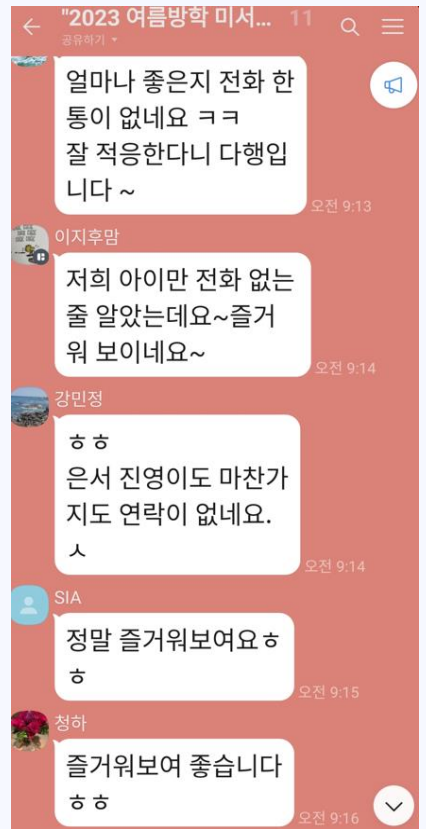 "2023 여름방학 미서... 11
공유하기
얼마나 좋은지 전화 한
통이 없네요 ㅋㅋ
잘 적응한다니 다행입
니다 ~
오전 9:13
이지후맘
저희 아이만 전화 없는
줄 알았는데요~즐거
워 보이네요~
오전 9:14
강민정
ㅎㅎ
은서 진영이도 마찬가
지도 연락이 없네요.
ㅅ
오전 9:14
SIA
정말 즐거워보여요ㅎ
ㅎ
오전 9:15
청하
즐거워보여 좋습니다
ㅎㅎ
오전 9:16